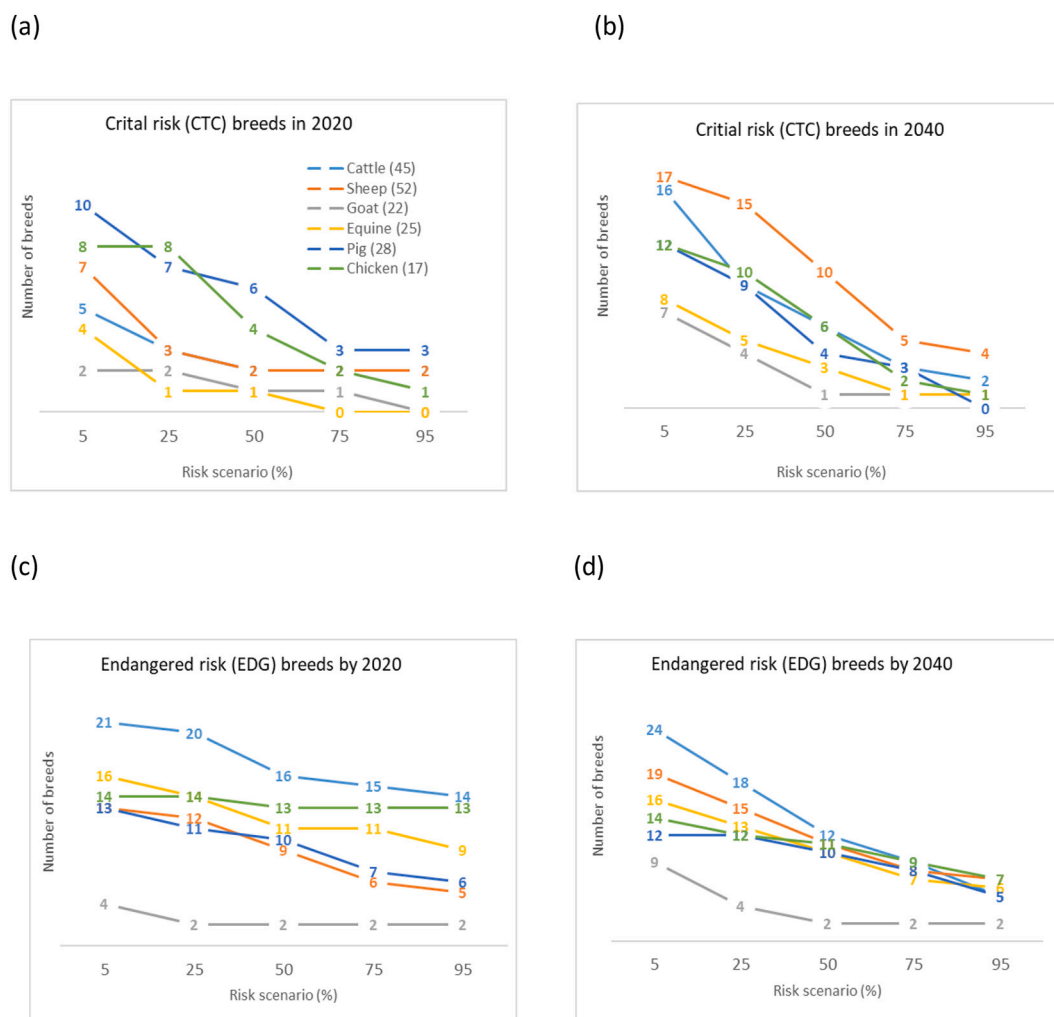 (a)
Crital risk (CTC) breeds in 2020
Cattle (45)
Sheep (52)
Goat (22)
Equine (25)
Pig (28)
Chicken (17)
Number of breeds
10
8 8
7 7
6
5
4 4
3 3 3
2 2 2 2 2
1 1 1 1
0 0
5 25 50 75 95
Risk scenario (%)
(b)
Critial risk (CTC) breeds in 2040
Number of breeds
17
16 15
12 10 10
9
8
7 6
5 5
4 4 4
3 3
2 2
1 1 1
0
5 25 50 75 95
Risk scenario (%)
(c)
Endangered risk (EDG) breeds by 2020
Number of breeds
21 20
16 16 15
14 14 14
13 13 13 13
12
11 11 11
10
9 9
7 6
6 5
4
2 2 2 2
5 25 50 75 95
Risk scenario (%)
(d)
Endangered risk (EDG) breeds by 2040
Number of breeds
24
19 18
16 15
14 13
12 12 12
11
10
9 9
8
7 7
6
5
4
2 2 2
5 25 50 75 95
Risk scenario (%)